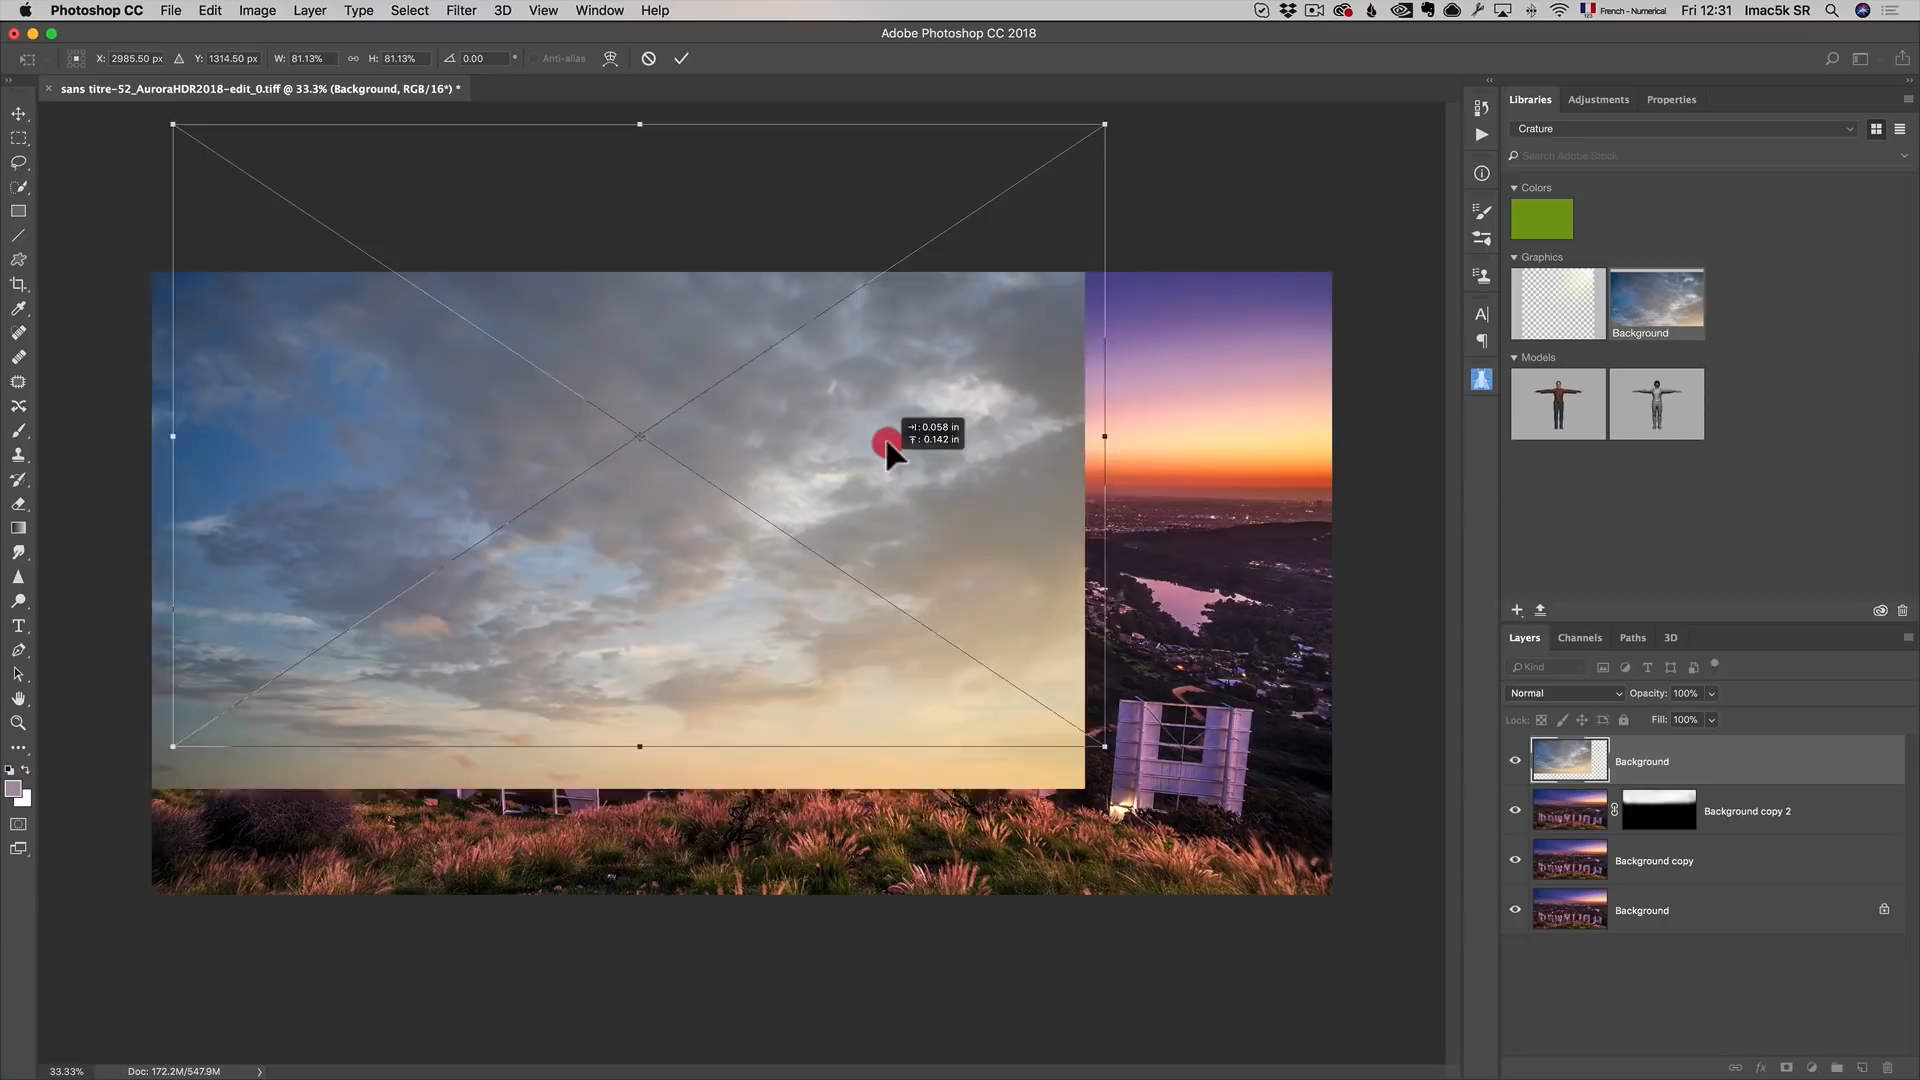 Photoshop CC File Edit Image Layer Type Select Filter 3D View Window Help French - Numerical Fri 12:31 Imac5k SR
Adobe Photoshop CC 2018
X: 2985.50 px Y: 1314.50 px W: 81.13% H: 81.13% 0.00 ° Anti-alias
× sans titre-52_AuroraHDR2018-edit_0.tiff @ 33.3% (Background, RGB/16*) *
Libraries Adjustments Properties
Crature
Search Adobe Stock
Colors
Graphics
Background
Models
: 0.058 in
: 0.142 in
Layers Channels Paths 3D
Kind
Normal Opacity: 100%
Lock: Fill: 100%
Background
Background copy 2
Background copy
Background
33.33% Doc: 172.2M/547.9M